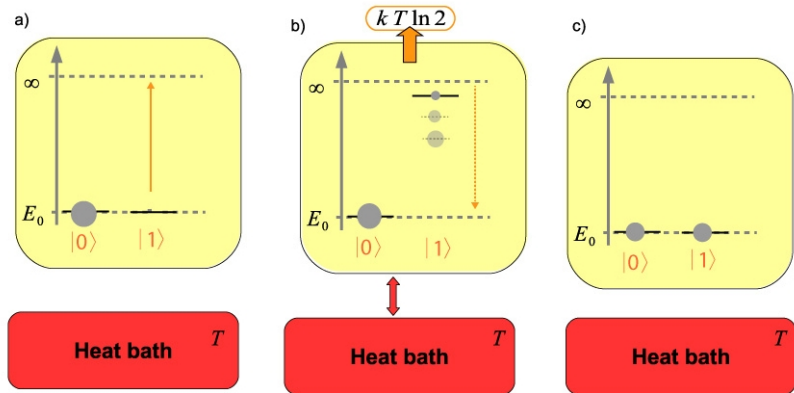 a)
∞
E₀
|0⟩ |1⟩
Heat bath T
b)
k T ln 2
∞
E₀
|0⟩ |1⟩
Heat bath T
c)
∞
E₀
|0⟩ |1⟩
Heat bath T